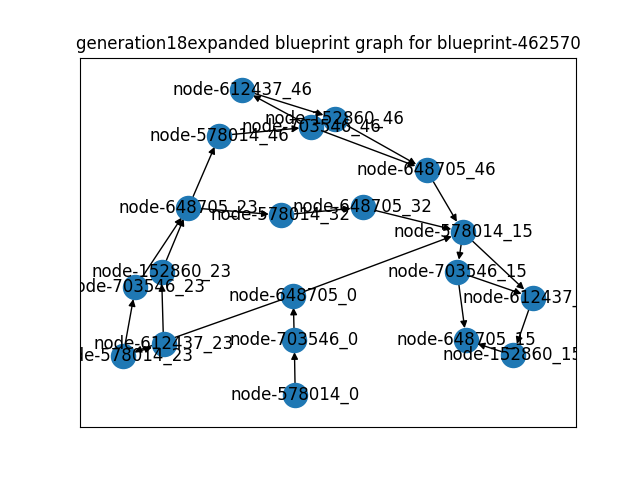 generation18expanded blueprint graph for blueprint-462570
node-612437_46
node-152860_46
node-703546_46
node-578014_46
node-648705_46
node-648705_23
node-648705_32
node-578014_32
node-578014_15
node-152860_23
node-703546_15
node-703546_23
node-648705_0
node-612437_
node-703546_0
node-648705_15
node-612437_23
node-578014_23
node-152860_15
node-578014_0